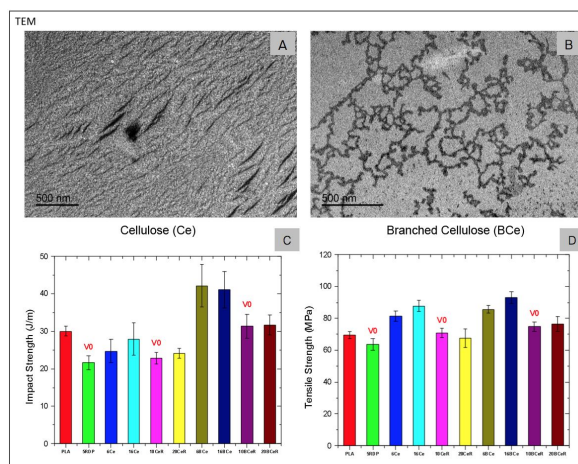 TEM
A
B
500 nm
500 nm
Cellulose (Ce)
Branched Cellulose (BCe)
C
D
50
40
30
20
10
0
Impact Strength (J/m)
V0
V0
V0
PLA 5RDP 6Ce 16Ce 10CeR 20CeR 6BCe 16BCe 10BCeR 20BCeR
120
100
80
60
40
20
0
Tensile Strength (MPa)
V0
V0
V0
PLA 5RDP 6Ce 16Ce 10CeR 20CeR 6BCe 16BCe 10BCeR 20BCeR